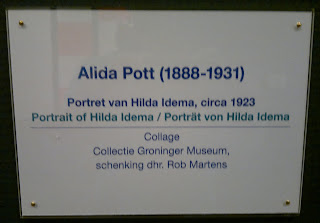 Alida Pott (1888-1931)
Portret van Hilda Idema, circa 1923
Portrait of Hilda Idema / Porträt von Hilda Idema
Collage
Collectie Groninger Museum,
schenking dhr. Rob Martens